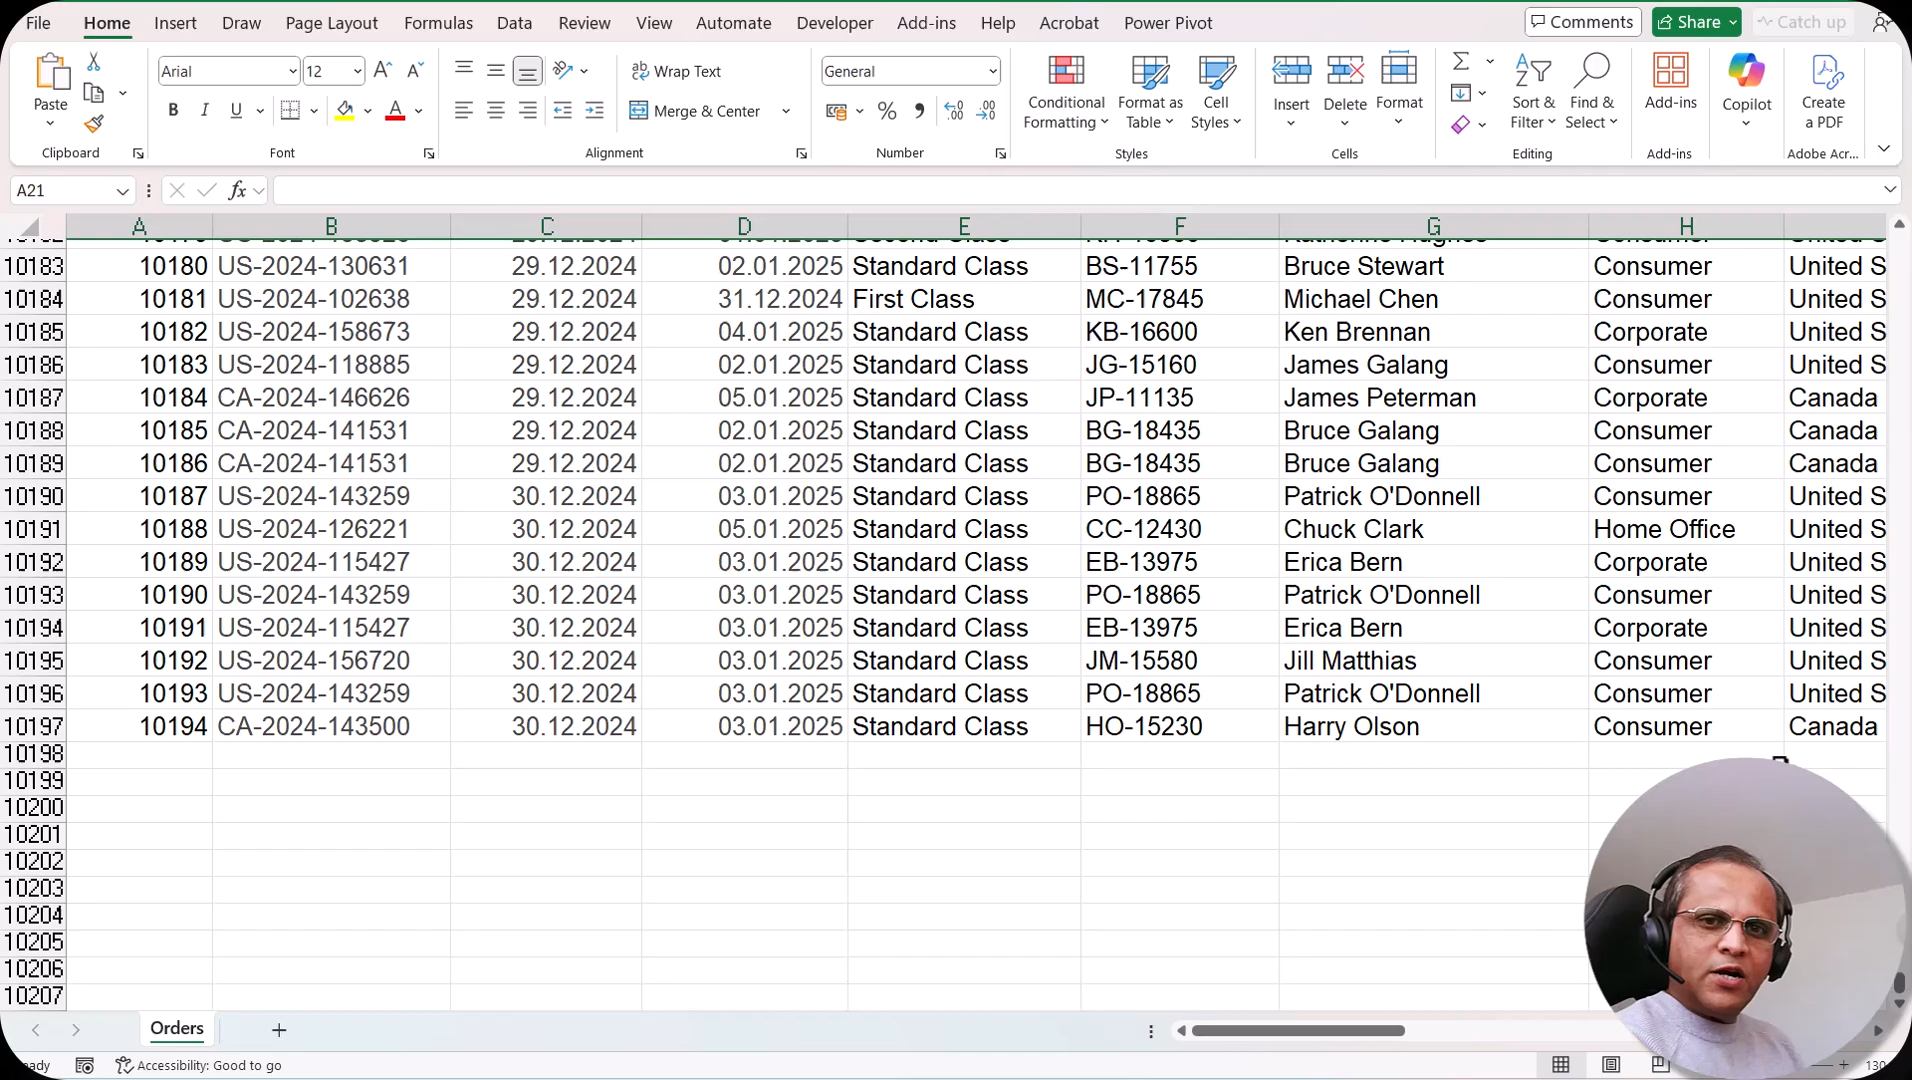 File Home Insert Draw Page Layout Formulas Data Review View Automate Developer Add-ins Help Acrobat Power Pivot Comments Share Catch up
Paste
Clipboard
Arial 12
B I U A
Font
Wrap Text
Merge & Center
Alignment
General
%
Number
Conditional Formatting
Format as Table
Cell Styles
Styles
Insert Delete Format
Cells
Sort & Filter
Find & Select
Editing
Add-ins
Add-ins
Copilot
Create a PDF
Adobe Acr...
A21 fx
A B C D E F G H
10183 10180 US-2024-130631 29.12.2024 02.01.2025 Standard Class BS-11755 Bruce Stewart Consumer United S
10184 10181 US-2024-102638 29.12.2024 31.12.2024 First Class MC-17845 Michael Chen Consumer United S
10185 10182 US-2024-158673 29.12.2024 04.01.2025 Standard Class KB-16600 Ken Brennan Corporate United S
10186 10183 US-2024-118885 29.12.2024 02.01.2025 Standard Class JG-15160 James Galang Consumer United S
10187 10184 CA-2024-146626 29.12.2024 05.01.2025 Standard Class JP-11135 James Peterman Corporate Canada
10188 10185 CA-2024-141531 29.12.2024 02.01.2025 Standard Class BG-18435 Bruce Galang Consumer Canada
10189 10186 CA-2024-141531 29.12.2024 02.01.2025 Standard Class BG-18435 Bruce Galang Consumer Canada
10190 10187 US-2024-143259 30.12.2024 03.01.2025 Standard Class PO-18865 Patrick O'Donnell Consumer United S
10191 10188 US-2024-126221 30.12.2024 05.01.2025 Standard Class CC-12430 Chuck Clark Home Office United S
10192 10189 US-2024-115427 30.12.2024 03.01.2025 Standard Class EB-13975 Erica Bern Corporate United S
10193 10190 US-2024-143259 30.12.2024 03.01.2025 Standard Class PO-18865 Patrick O'Donnell Consumer United S
10194 10191 US-2024-115427 30.12.2024 03.01.2025 Standard Class EB-13975 Erica Bern Corporate United S
10195 10192 US-2024-156720 30.12.2024 03.01.2025 Standard Class JM-15580 Jill Matthias Consumer United S
10196 10193 US-2024-143259 30.12.2024 03.01.2025 Standard Class PO-18865 Patrick O'Donnell Consumer United S
10197 10194 CA-2024-143500 30.12.2024 03.01.2025 Standard Class HO-15230 Harry Olson Consumer Canada
10198
10199
10200
10201
10202
10203
10204
10205
10206
10207
Orders
eady Accessibility: Good to go 130